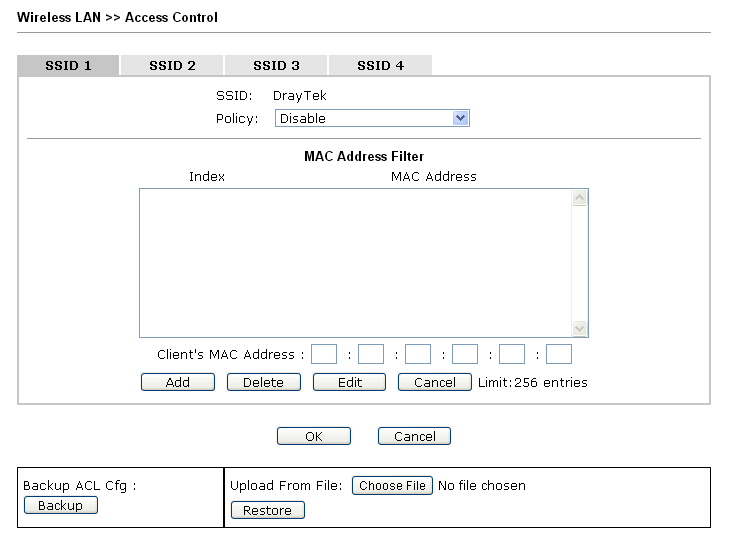 Wireless LAN >> Access Control
SSID 1 SSID 2 SSID 3 SSID 4
SSID: DrayTek
Policy: Disable
MAC Address Filter
Index MAC Address
Client's MAC Address : : : : : :
Add Delete Edit Cancel Limit:256 entries
OK Cancel
Backup ACL Cfg : Upload From File: Choose File No file chosen
Backup Restore